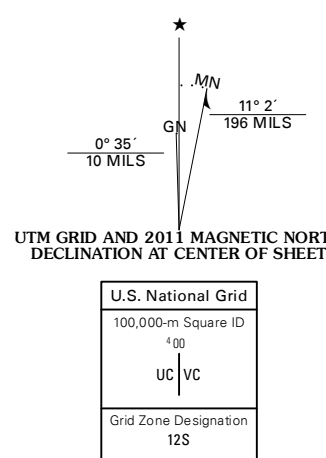 ★
MN
GN
11° 2´
196 MILS
0° 35´
10 MILS
UTM GRID AND 2011 MAGNETIC NORT
DECLINATION AT CENTER OF SHEET
U.S. National Grid
100,000-m Square ID
4 00
UC VC
Grid Zone Designation
12S